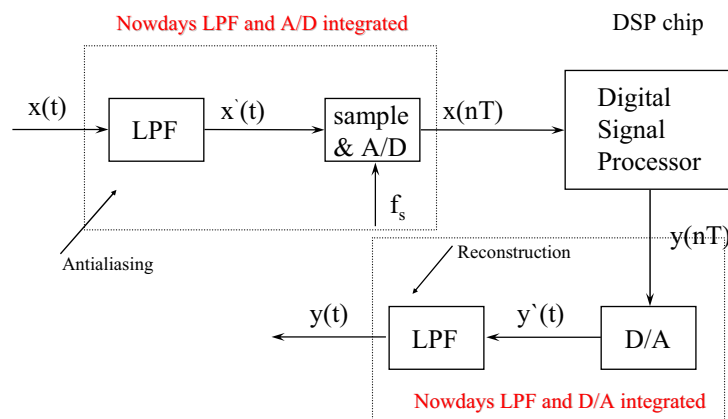 Nowdays LPF and A/D integrated
DSP chip
x(t)
LPF
x`(t)
sample
& A/D
x(nT)
Digital
Signal
Processor
f_s
Antialiasing
Reconstruction
y(nT)
y(t)
LPF
y`(t)
D/A
Nowdays LPF and D/A integrated